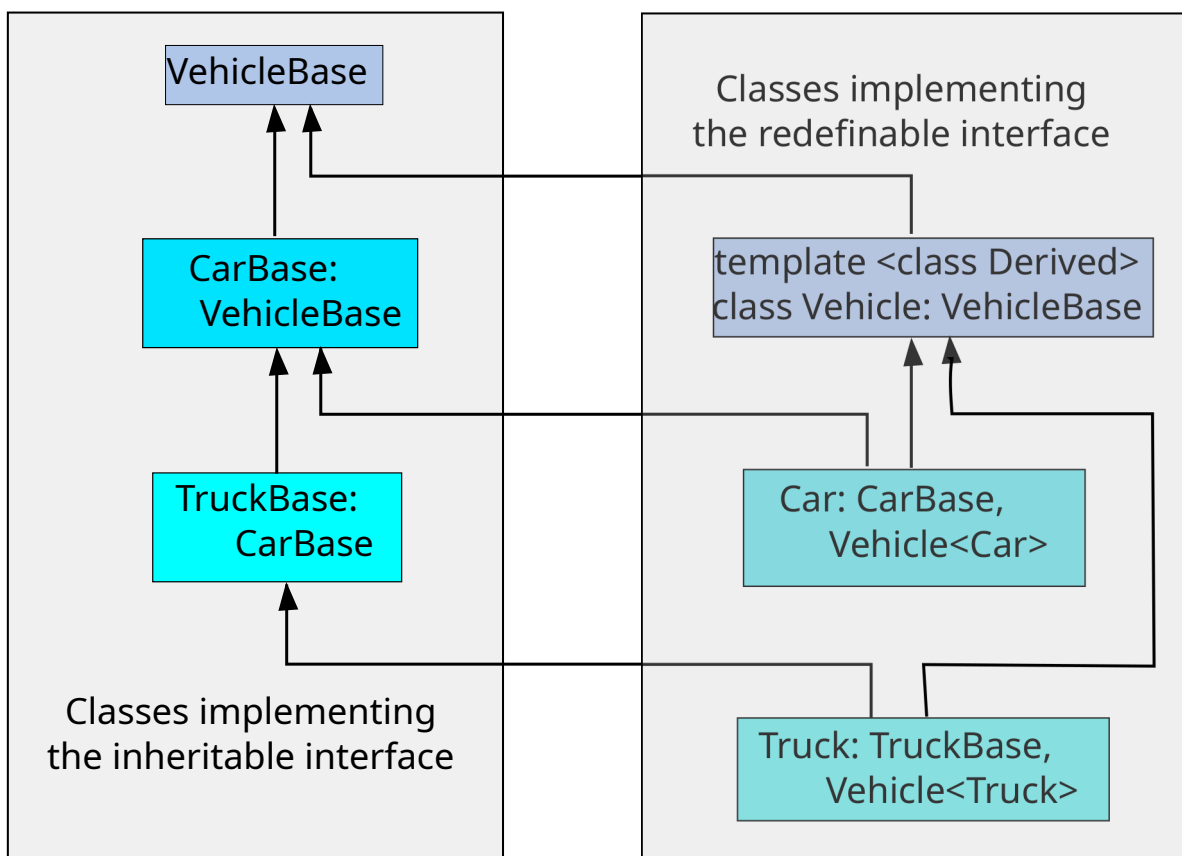 VehicleBase
CarBase:
VehicleBase
TruckBase:
CarBase
Classes implementing
the inheritable interface
Classes implementing
the redefinable interface
template <class Derived>
class Vehicle: VehicleBase
Car: CarBase,
Vehicle<Car>
Truck: TruckBase,
Vehicle<Truck>